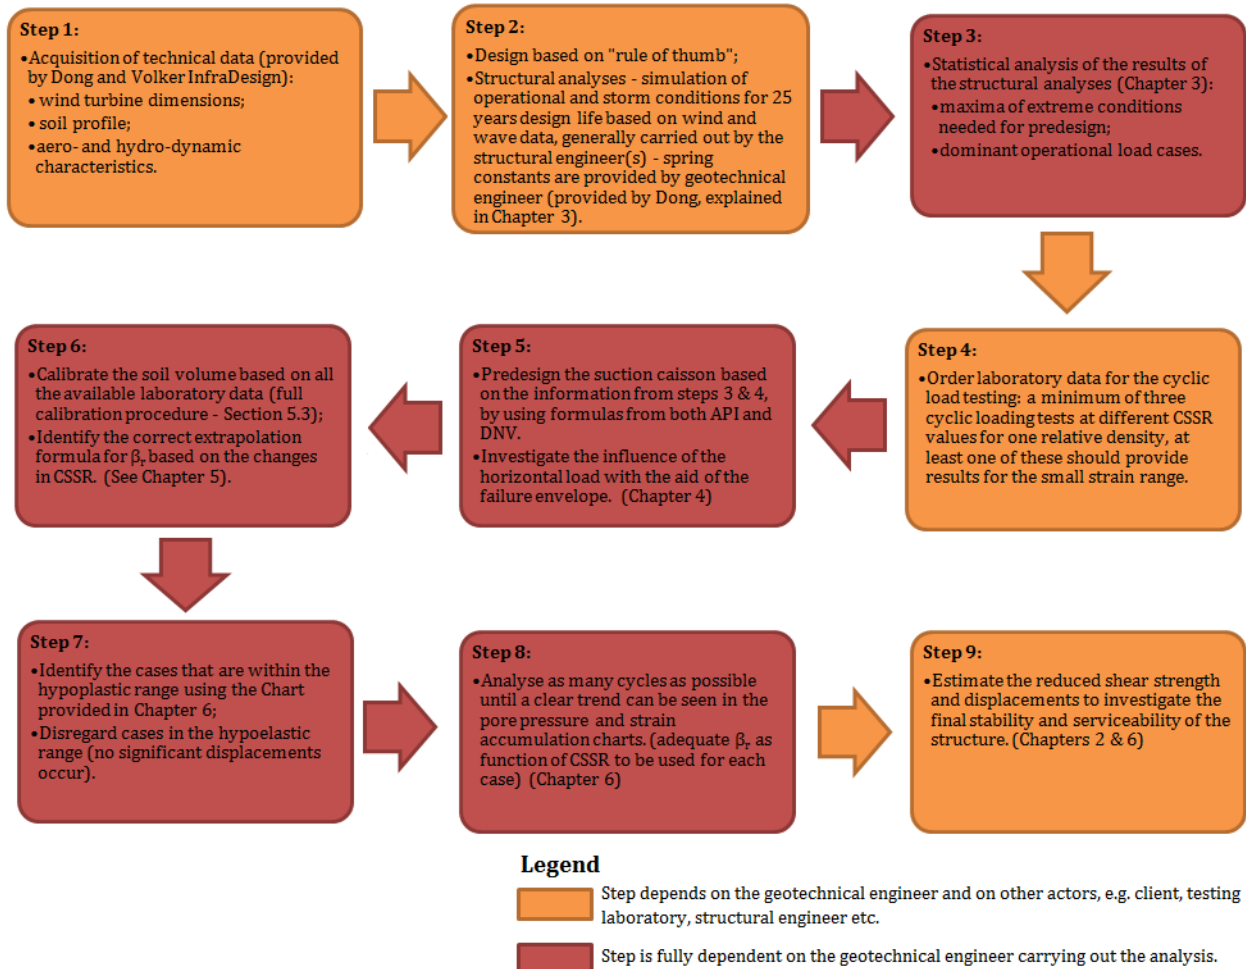 Step 1:
•Acquisition of technical data (provided
by Dong and Volker InfraDesign):
• wind turbine dimensions;
• soil profile;
•aero- and hydro-dynamic
characteristics.
Step 2:
•Design based on "rule of thumb";
•Structural analyses - simulation of
operational and storm conditions for 25
years design life based on wind and
wave data, generally carried out by the
structural engineer(s) - spring
constants are provided by geotechnical
engineer (provided by Dong, explained
in Chapter 3).
Step 3:
•Statistical analysis of the results of
the structural analyses (Chapter 3):
•maxima of extreme conditions
needed for predesign;
•dominant operational load cases.
Step 4:
•Order laboratory data for the cyclic
load testing: a minimum of three
cyclic loading tests at different CSSR
values for one relative density, at
least one of these should provide
results for the small strain range.
Step 5:
•Predesign the suction caisson based
on the information from steps 3 & 4,
by using formulas from both API and
DNV.
•Investigate the influence of the
horizontal load with the aid of the
failure envelope. (Chapter 4)
Step 6:
•Calibrate the soil volume based on all
the available laboratory data (full
calibration procedure - Section 5.3);
•Identify the correct extrapolation
formula for βᵣ based on the changes
in CSSR. (See Chapter 5).
Step 7:
•Identify the cases that are within the
hypoplastic range using the Chart
provided in Chapter 6;
•Disregard cases in the hypoelastic
range (no significant displacements
occur).
Step 8:
•Analyse as many cycles as possible
until a clear trend can be seen in the
pore pressure and strain
accumulation charts. (adequate βᵣ as
function of CSSR to be used for each
case) (Chapter 6)
Step 9:
•Estimate the reduced shear strength
and displacements to investigate the
final stability and serviceability of the
structure. (Chapters 2 & 6)
Legend
Step depends on the geotechnical engineer and on other actors, e.g. client, testing
laboratory, structural engineer etc.
Step is fully dependent on the geotechnical engineer carrying out the analysis.